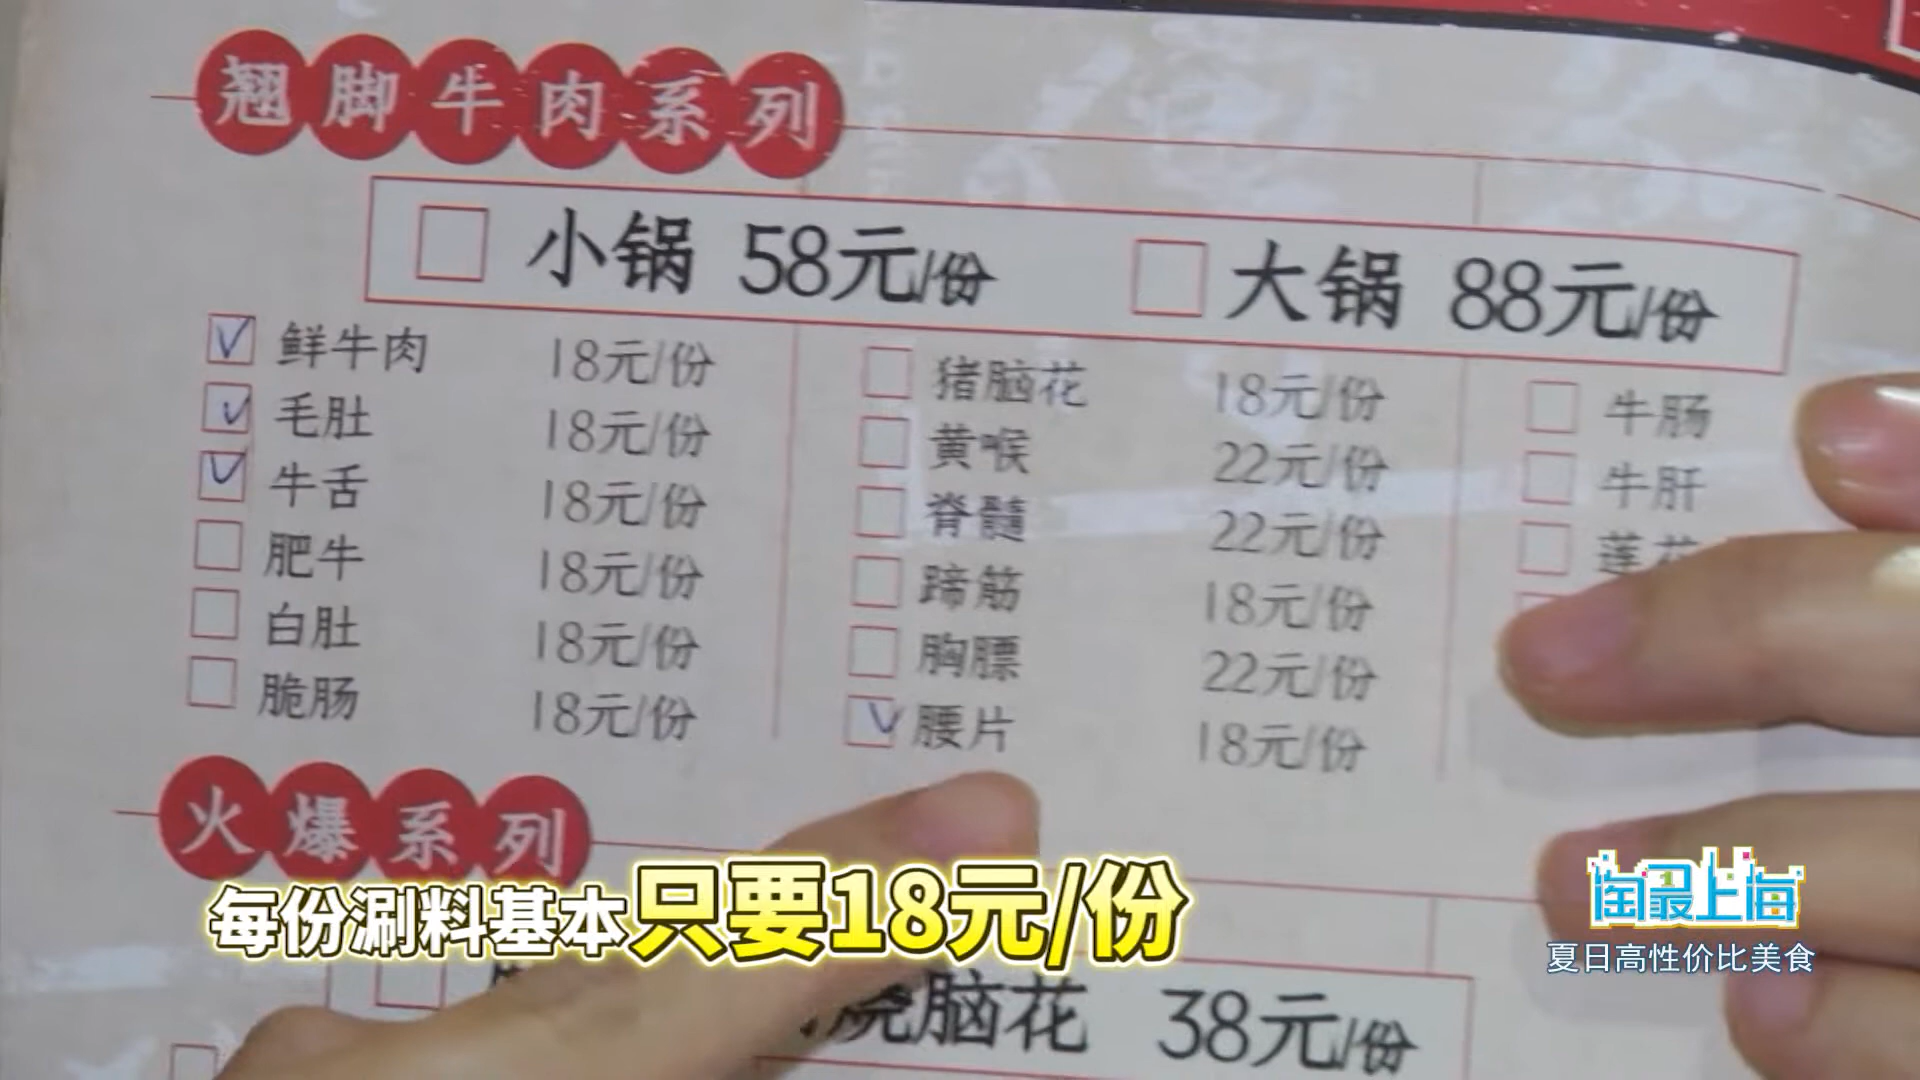 翘脚牛肉系列
小锅 58元/份 大锅 88元/份
鲜牛肉 18元/份 猪脑花 18元/份 牛肠
毛肚 18元/份 黄喉 22元/份 牛肝
牛舌 18元/份 脊髓 22元/份 莲花
肥牛 18元/份 蹄筋 18元/份
白肚 18元/份 胸膘 22元/份
脆肠 18元/份 腰片 18元/份
火爆系列
每份涮料基本只要18元/份
淘最上海
夏日高性价比美食
烧脑花 38元/份